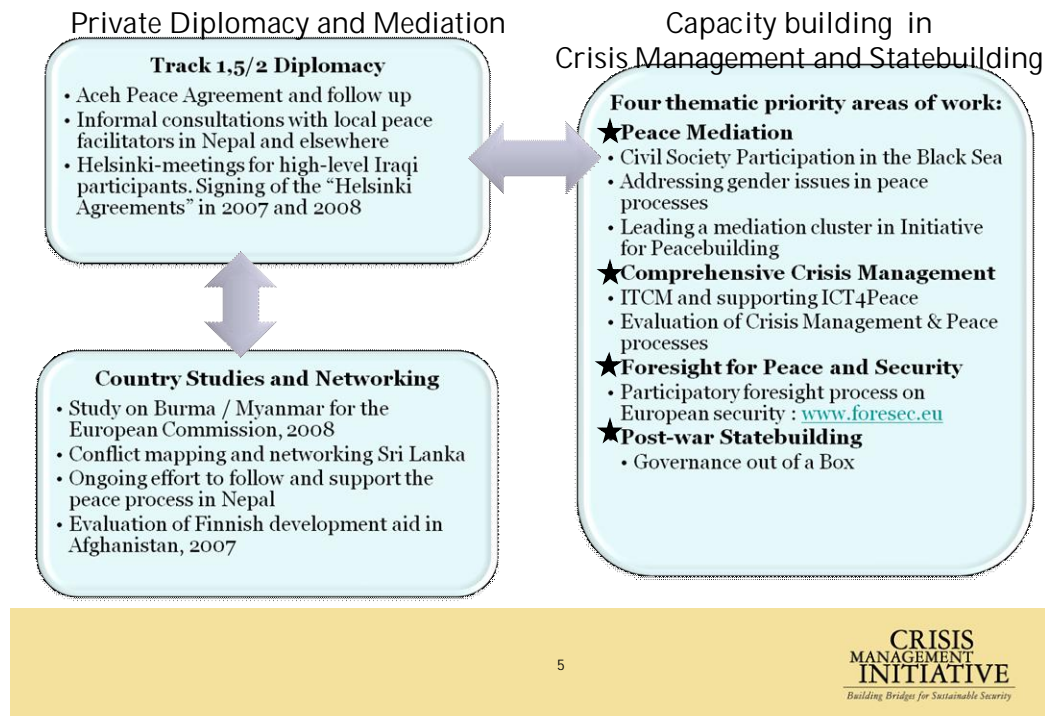 Private Diplomacy and Mediation
Track 1,5/2 Diplomacy
• Aceh Peace Agreement and follow up
• Informal consultations with local peace
facilitators in Nepal and elsewhere
• Helsinki-meetings for high-level Iraqi
participants. Signing of the “Helsinki
Agreements” in 2007 and 2008
Country Studies and Networking
• Study on Burma / Myanmar for the
European Commission, 2008
• Conflict mapping and networking Sri Lanka
• Ongoing effort to follow and support the
peace process in Nepal
• Evaluation of Finnish development aid in
Afghanistan, 2007
Capacity building in
Crisis Management and Statebuilding
Four thematic priority areas of work:
★Peace Mediation
• Civil Society Participation in the Black Sea
• Addressing gender issues in peace
processes
• Leading a mediation cluster in Initiative
for Peacebuilding
★Comprehensive Crisis Management
• ITCM and supporting ICT4Peace
• Evaluation of Crisis Management & Peace
processes
★Foresight for Peace and Security
• Participatory foresight process on
European security : www.foresec.eu
★Post-war Statebuilding
• Governance out of a Box
5
CRISIS
MANAGEMENT
INITIATIVE
Building Bridges for Sustainable Security